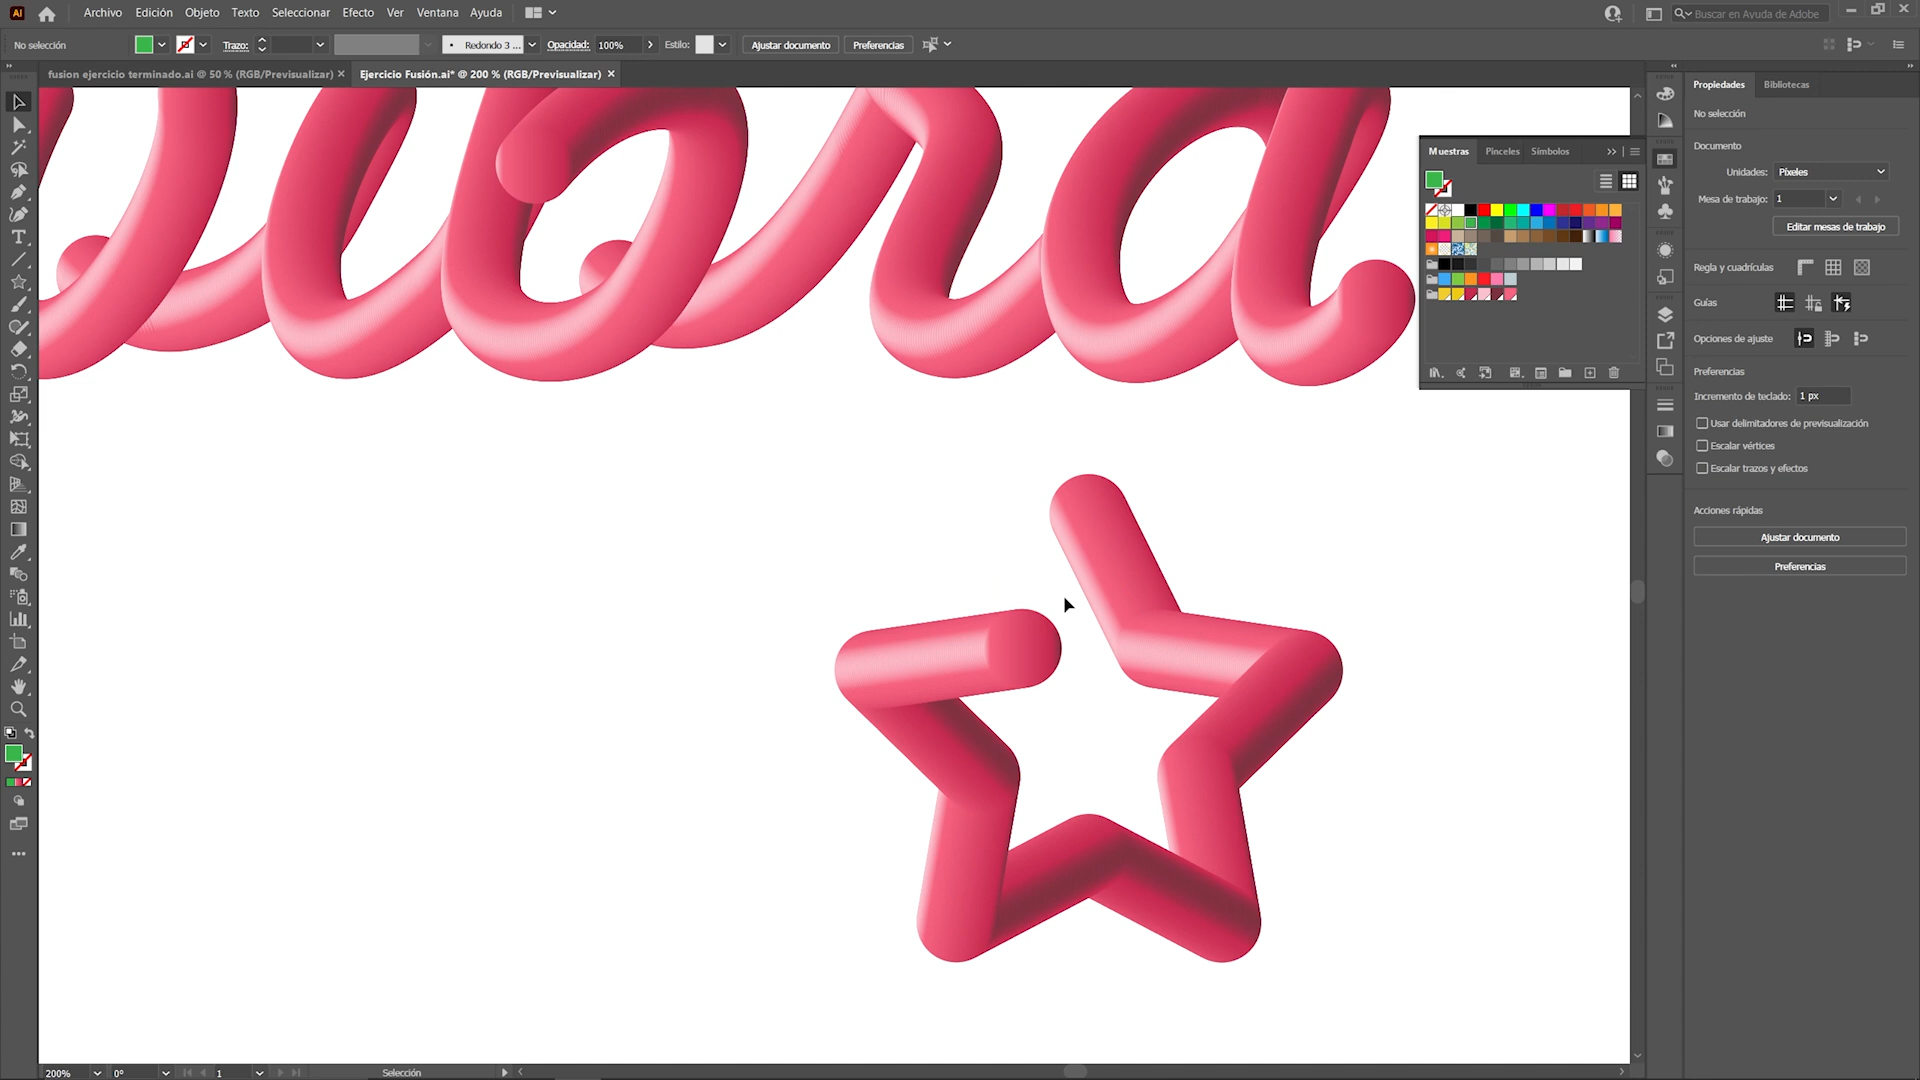 Ai Archivo Edición Objeto Texto Seleccionar Efecto Ver Ventana Ayuda Buscar en Ayuda de Adobe
No selección Trazo: Redondo 3 ... Opacidad: 100% Estilo: Ajustar documento Preferencias
fusion ejercicio terminado.ai @ 50 % (RGB/Previsualizar) × Ejercicio Fusión.ai* @ 200 % (RGB/Previsualizar) ×
Muestras Pinceles Símbolos
Propiedades Bibliotecas
No selección
Documento
Unidades: Píxeles
Mesa de trabajo: 1
Editar mesas de trabajo
Regla y cuadrículas
Guías
Opciones de ajuste
Preferencias
Incremento de teclado: 1 px
Usar delimitadores de previsualización
Escalar vértices
Escalar trazos y efectos
Acciones rápidas
Ajustar documento
Preferencias
200% 0° 1 Selección